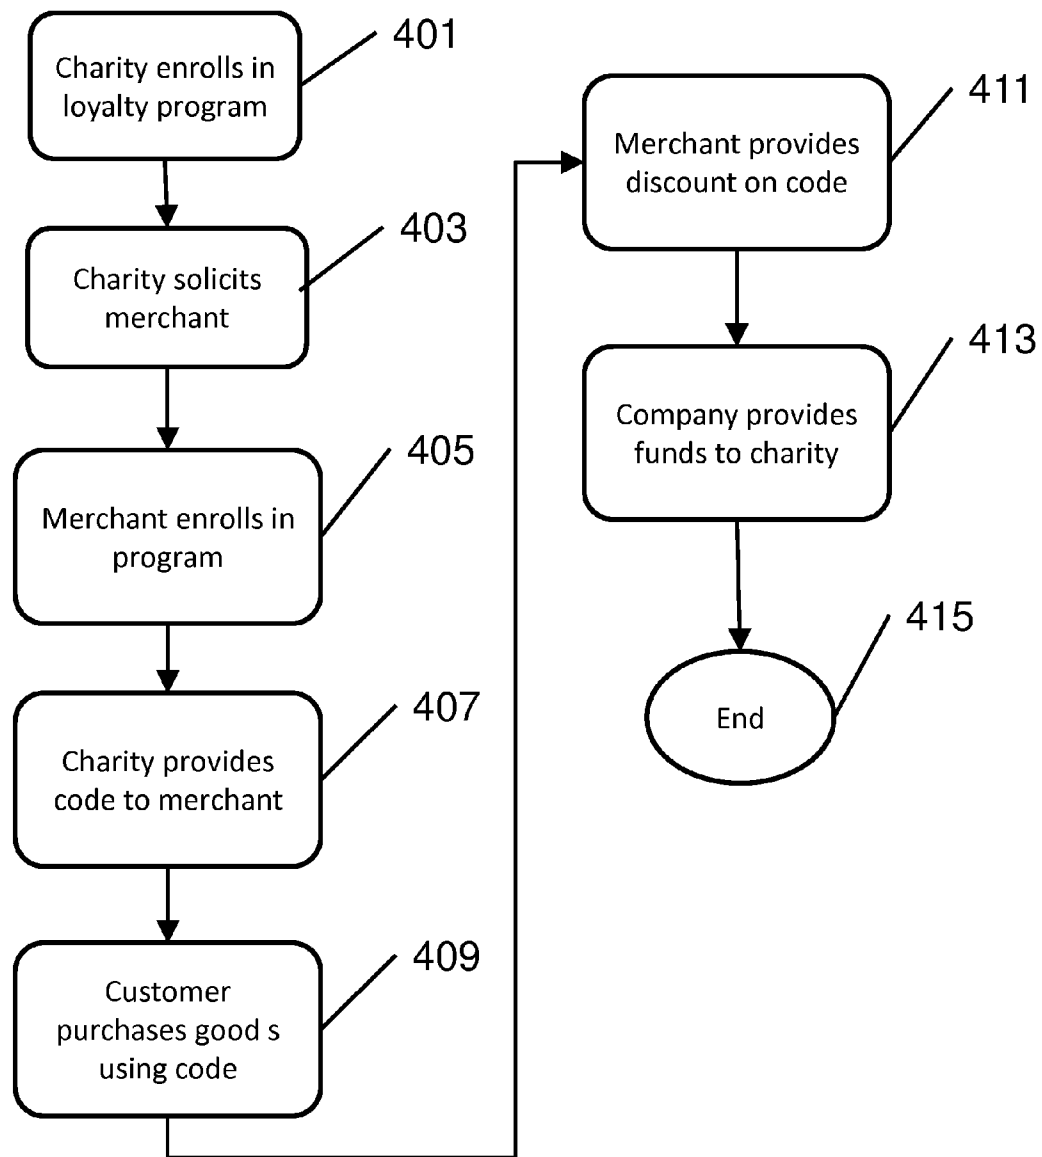 Charity enrolls in
loyalty program
401
Charity solicits
merchant
403
Merchant enrolls in
program
405
Charity provides
code to merchant
407
Customer
purchases good s
using code
409
Merchant provides
discount on code
411
Company provides
funds to charity
413
End
415